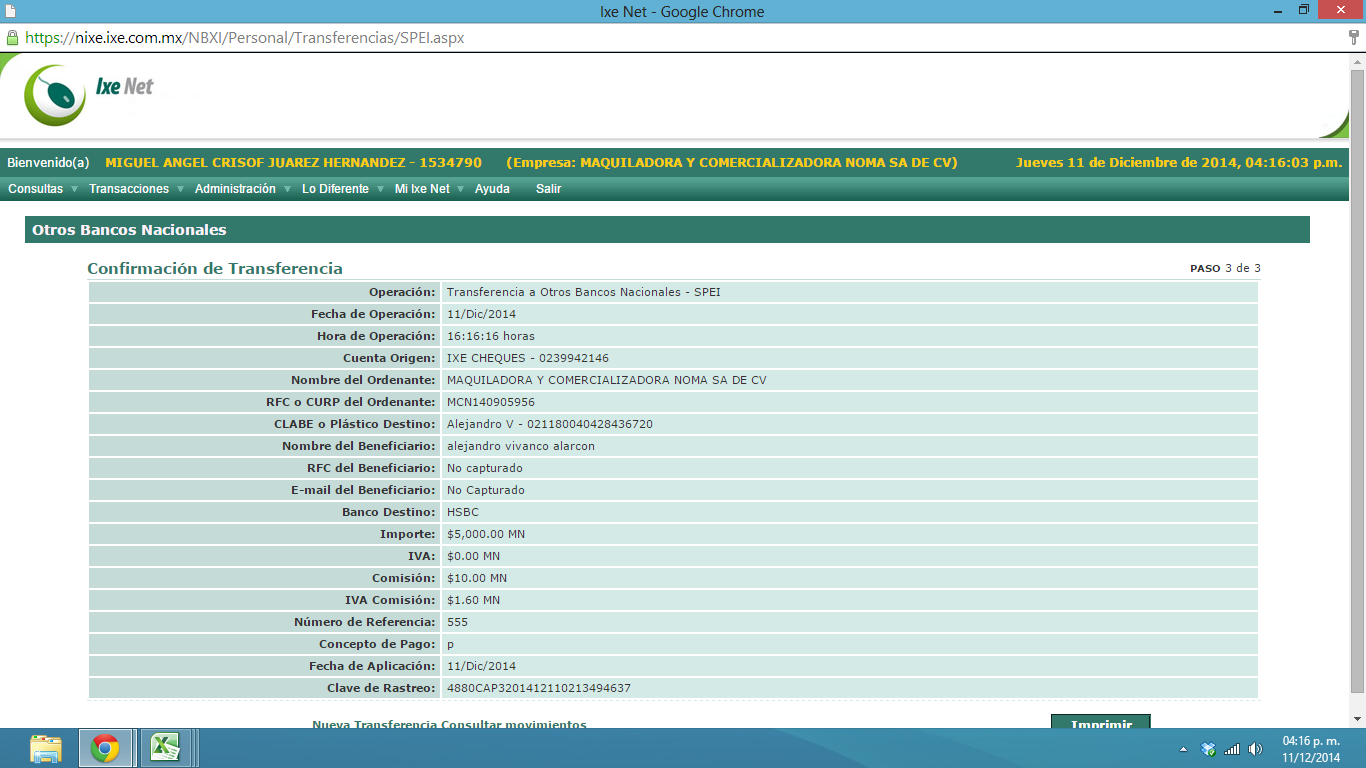 Ixe Net - Google Chrome
https://nixe.ixe.com.mx/NBXI/Personal/Transferencias/SPEI.aspx
Ixe Net
Bienvenido(a) MIGUEL ANGEL CRISOF JUAREZ HERNANDEZ - 1534790 (Empresa: MAQUILADORA Y COMERCIALIZADORA NOMA SA DE CV) Jueves 11 de Diciembre de 2014, 04:16:03 p.m.
Consultas Transacciones Administración Lo Diferente Mi Ixe Net Ayuda Salir
Otros Bancos Nacionales
Confirmación de Transferencia PASO 3 de 3
Operación: Transferencia a Otros Bancos Nacionales - SPEI
Fecha de Operación: 11/Dic/2014
Hora de Operación: 16:16:16 horas
Cuenta Origen: IXE CHEQUES - 0239942146
Nombre del Ordenante: MAQUILADORA Y COMERCIALIZADORA NOMA SA DE CV
RFC o CURP del Ordenante: MCN140905956
CLABE o Plástico Destino: Alejandro V - 021180040428436720
Nombre del Beneficiario: alejandro vivanco alarcon
RFC del Beneficiario: No capturado
E-mail del Beneficiario: No Capturado
Banco Destino: HSBC
Importe: $5,000.00 MN
IVA: $0.00 MN
Comisión: $10.00 MN
IVA Comisión: $1.60 MN
Número de Referencia: 555
Concepto de Pago: p
Fecha de Aplicación: 11/Dic/2014
Clave de Rastreo: 4880CAP3201412110213494637
Nueva Transferencia Consultar movimientos Imprimir
04:16 p. m.
11/12/2014